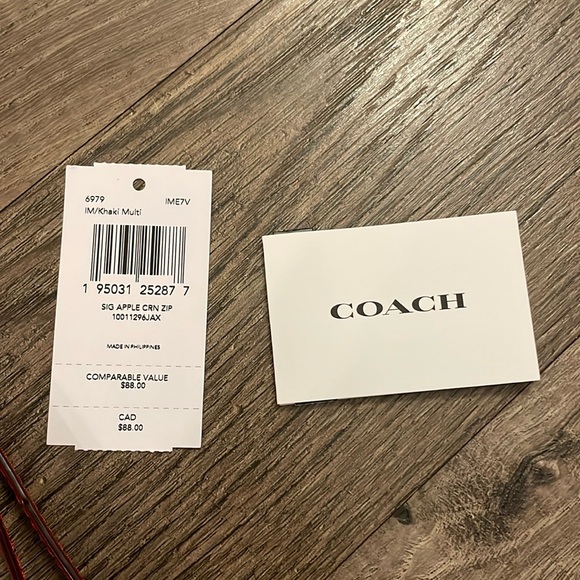 6979 IME7V
IM/Khaki Multi
1 95031 25287 7
SIG APPLE CRN ZIP
10011296JAX
MADE IN PHILIPPINES
COMPARABLE VALUE
$88.00
CAD
$88.00
COACH